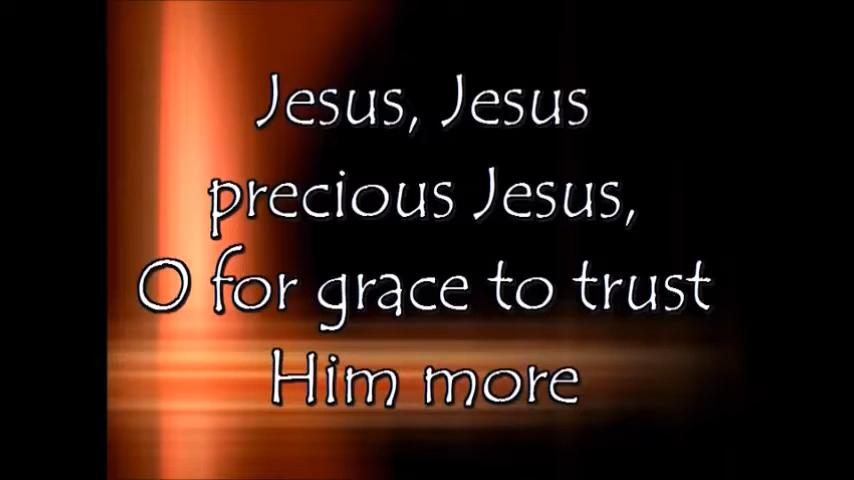 Jesus, Jesus
precious Jesus,
O for grace to trust
Him more